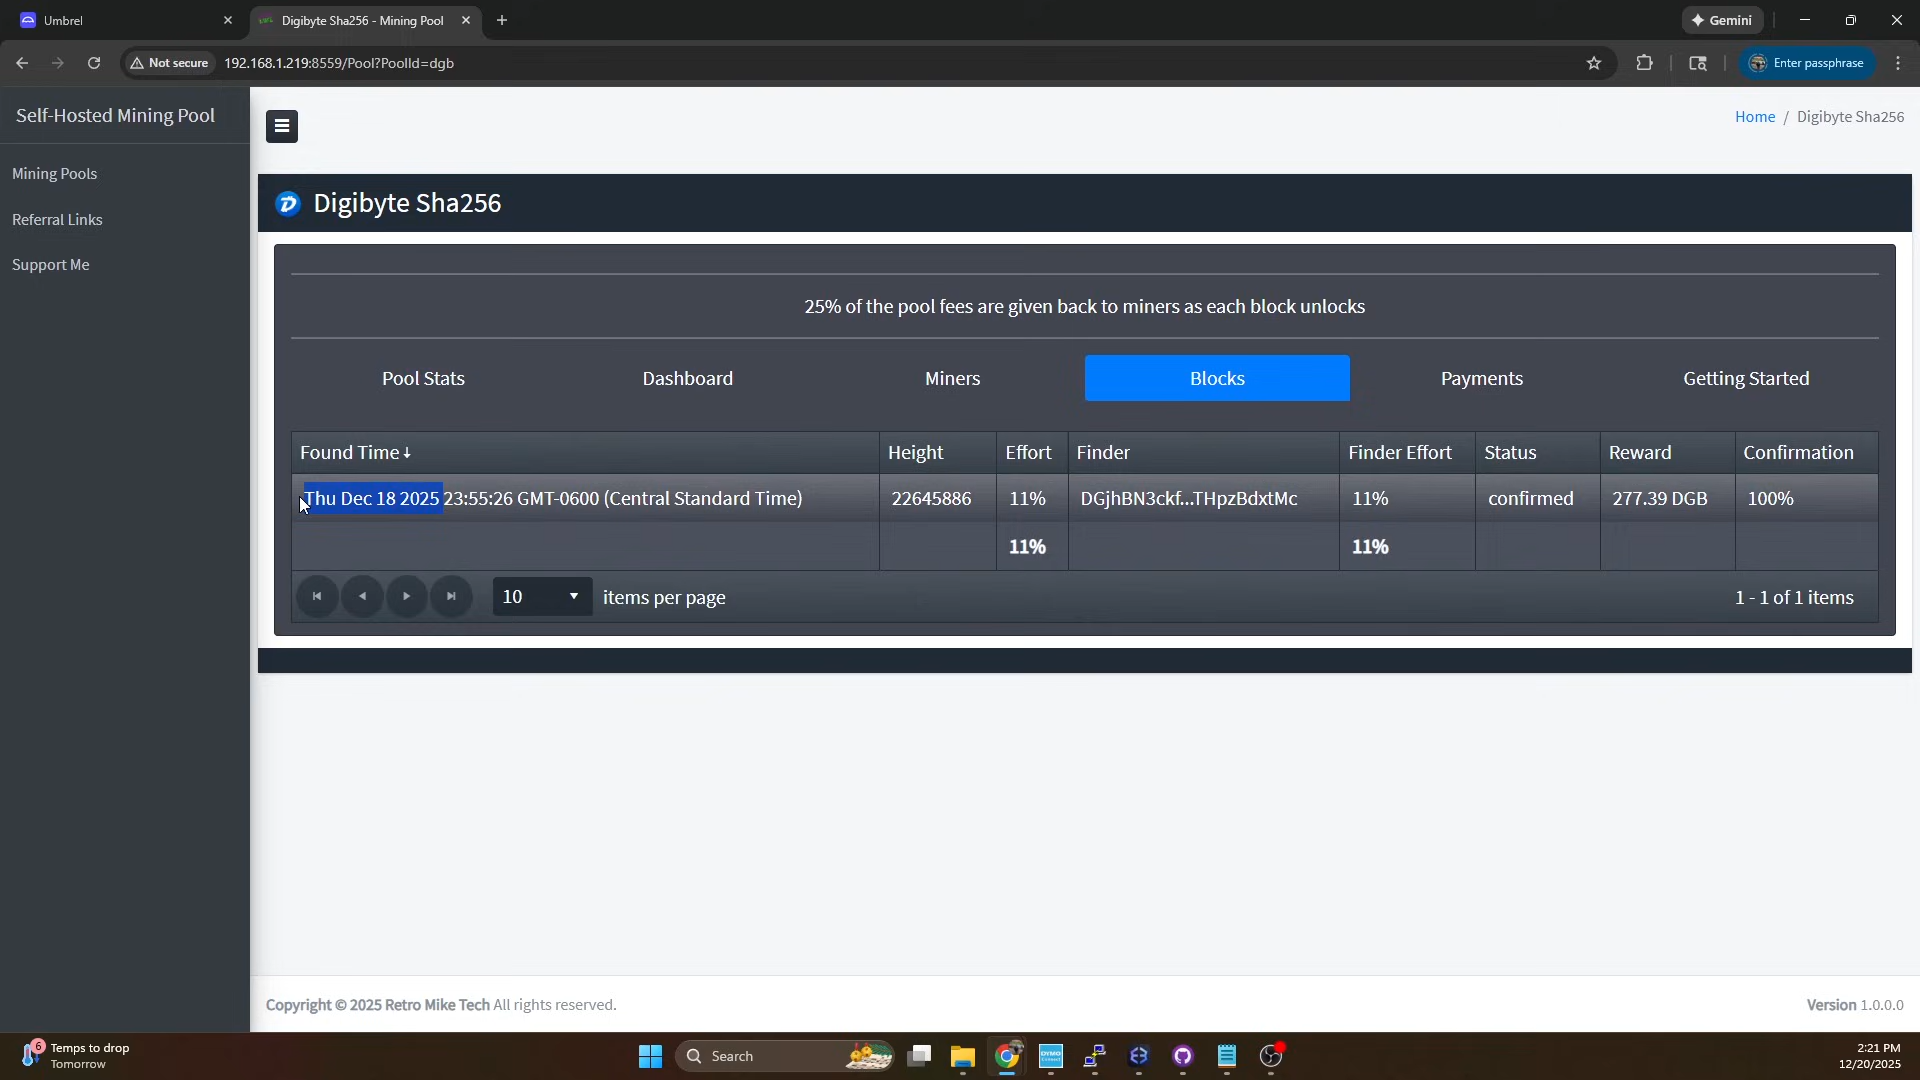 Umbrel
Digibyte Sha256 - Mining Pool
Gemini
Not secure
192.168.1.219:8559/Pool?PoolId=dgb
Enter passphrase
Self-Hosted Mining Pool
Home / Digibyte Sha256
Mining Pools
Referral Links
Support Me
Digibyte Sha256
25% of the pool fees are given back to miners as each block unlocks
Pool Stats Dashboard Miners Blocks Payments Getting Started
Found Time↓ Height Effort Finder Finder Effort Status Reward Confirmation
Thu Dec 18 2025 23:55:26 GMT-0600 (Central Standard Time) 22645886 11% DGjhBN3ckf...THpzBdxtMc 11% confirmed 277.39 DGB 100%
11% 11%
10 items per page 1 - 1 of 1 items
Copyright © 2025 Retro Mike Tech All rights reserved.
Version 1.0.0.0
6
Temps to drop
Tomorrow
Search
DYMO
2:21 PM
12/20/2025